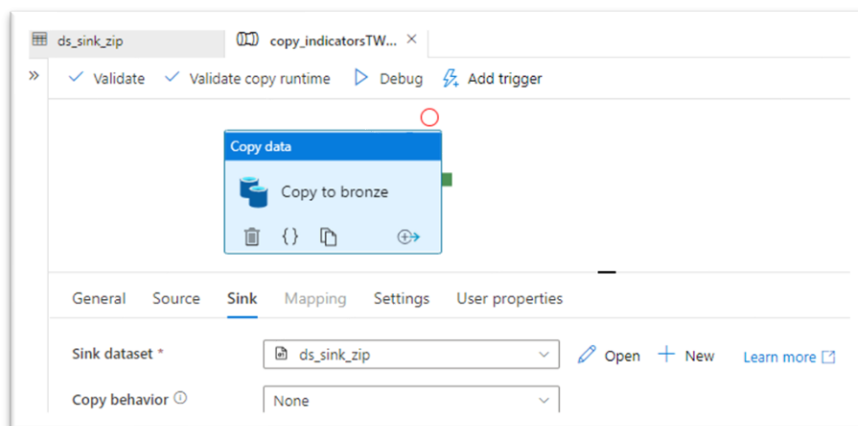 ds_sink_zip copy_indicatorsTW... ×
» Validate Validate copy runtime Debug Add trigger
Copy data
Copy to bronze
{}
General Source Sink Mapping Settings User properties
Sink dataset * ds_sink_zip Open + New Learn more
Copy behavior None